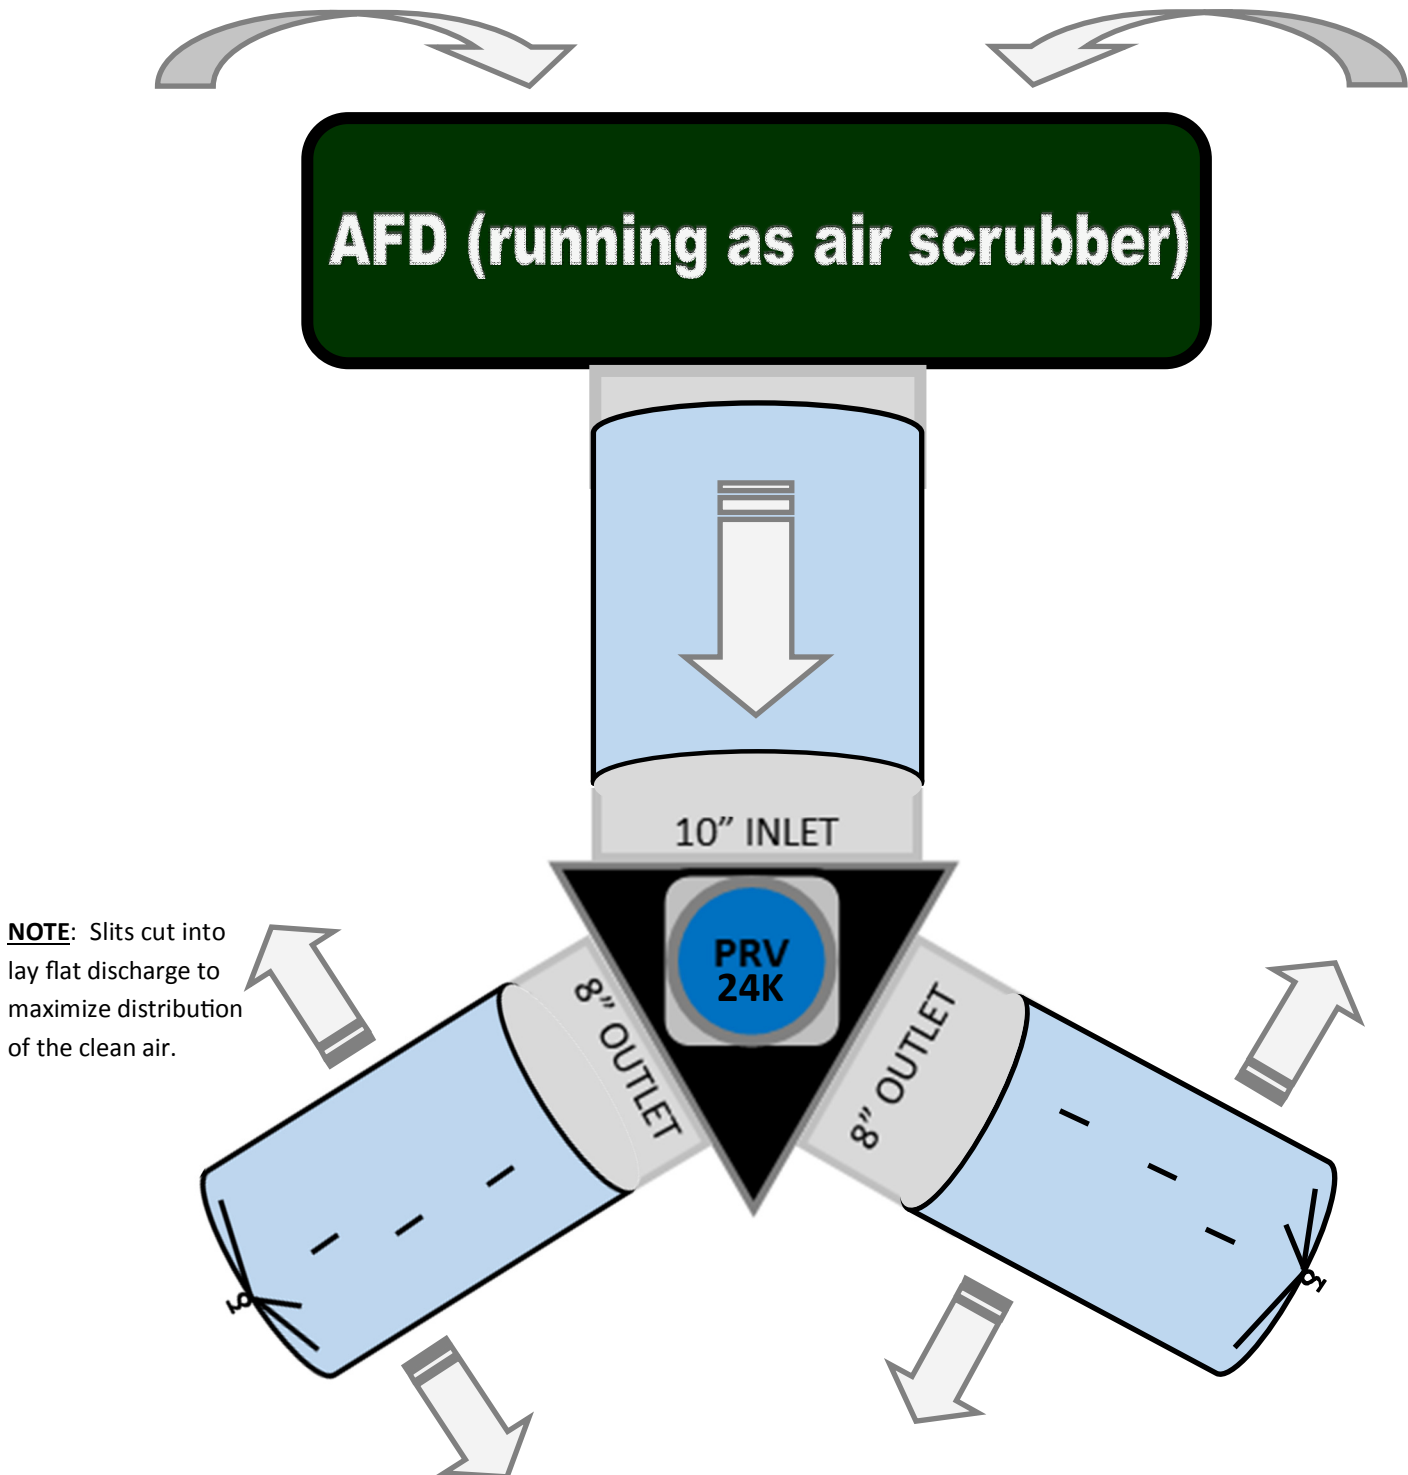 AFD (running as air scrubber)
10” INLET
PRV
24K
NOTE: Slits cut into
lay flat discharge to
maximize distribution
of the clean air.
8” OUTLET
8” OUTLET